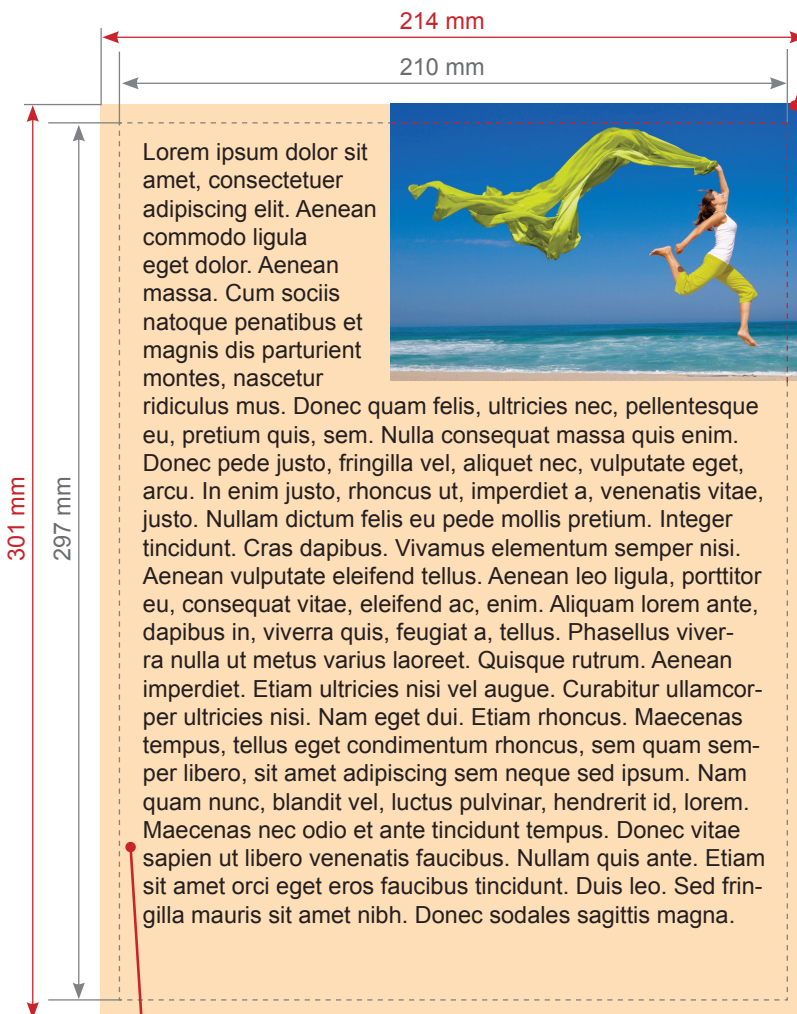 214 mm
210 mm
301 mm
297 mm
Lorem ipsum dolor sit
amet, consectetuer
adipiscing elit. Aenean
commodo ligula
eget dolor. Aenean
massa. Cum sociis
natoque penatibus et
magnis dis parturient
montes, nascetur
ridiculus mus. Donec quam felis, ultricies nec, pellentesque
eu, pretium quis, sem. Nulla consequat massa quis enim.
Donec pede justo, fringilla vel, aliquet nec, vulputate eget,
arcu. In enim justo, rhoncus ut, imperdiet a, venenatis vitae,
justo. Nullam dictum felis eu pede mollis pretium. Integer
tincidunt. Cras dapibus. Vivamus elementum semper nisi.
Aenean vulputate eleifend tellus. Aenean leo ligula, porttitor
eu, consequat vitae, eleifend ac, enim. Aliquam lorem ante,
dapibus in, viverra quis, feugiat a, tellus. Phasellus viver-
ra nulla ut metus varius laoreet. Quisque rutrum. Aenean
imperdiet. Etiam ultricies nisi vel augue. Curabitur ullamcor-
per ultricies nisi. Nam eget dui. Etiam rhoncus. Maecenas
tempus, tellus eget condimentum rhoncus, sem quam sem-
per libero, sit amet adipiscing sem neque sed ipsum. Nam
quam nunc, blandit vel, luctus pulvinar, hendrerit id, lorem.
Maecenas nec odio et ante tincidunt tempus. Donec vitae
sapien ut libero venenatis faucibus. Nullam quis ante. Etiam
sit amet orci eget eros faucibus tincidunt. Duis leo. Sed frin-
gilla mauris sit amet nibh. Donec sodales sagittis magna.